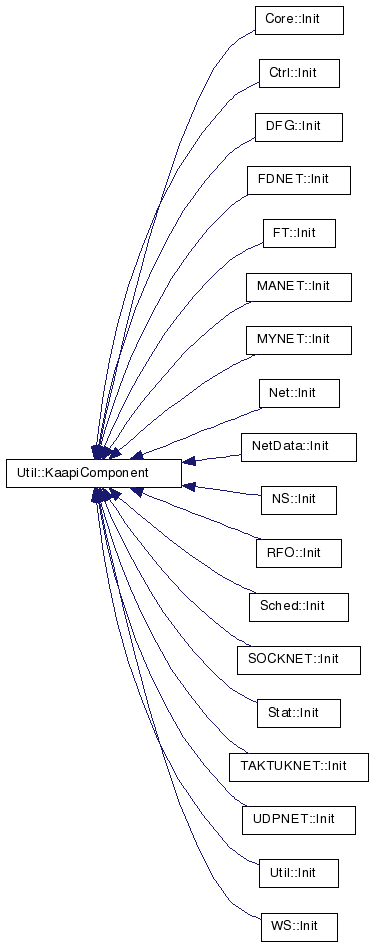 Core::Init
Ctrl::Init
DFG::Init
FDNET::Init
FT::Init
MANET::Init
MYNET::Init
Net::Init
NetData::Init
Util::KaapiComponent
NS::Init
RFO::Init
Sched::Init
SOCKNET::Init
Stat::Init
TAKTUKNET::Init
UDPNET::Init
Util::Init
WS::Init